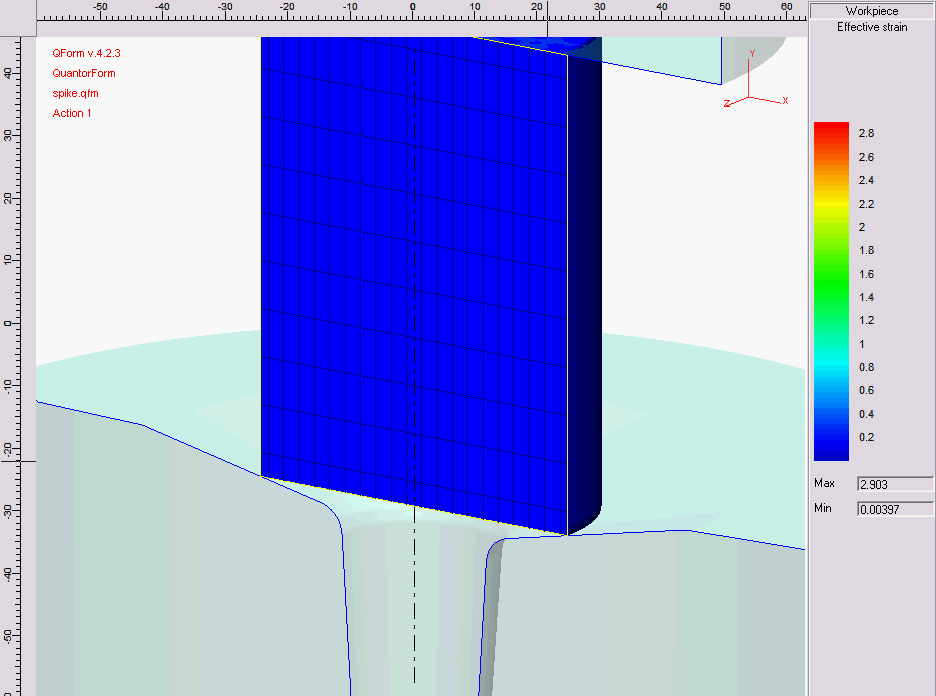 -50 -40 -30 -20 -10 0 10 20 30 40 50 60
Workpiece
Effective strain
QForm v.4.2.3
QuantorForm
spike.qfm
Action 1
Y
Z X
40
30
20
10
0
-10
-20
-30
-40
-50
2.8
2.6
2.4
2.2
2
1.8
1.6
1.4
1.2
1
0.8
0.6
0.4
0.2
Max 2.903
Min 0.00397